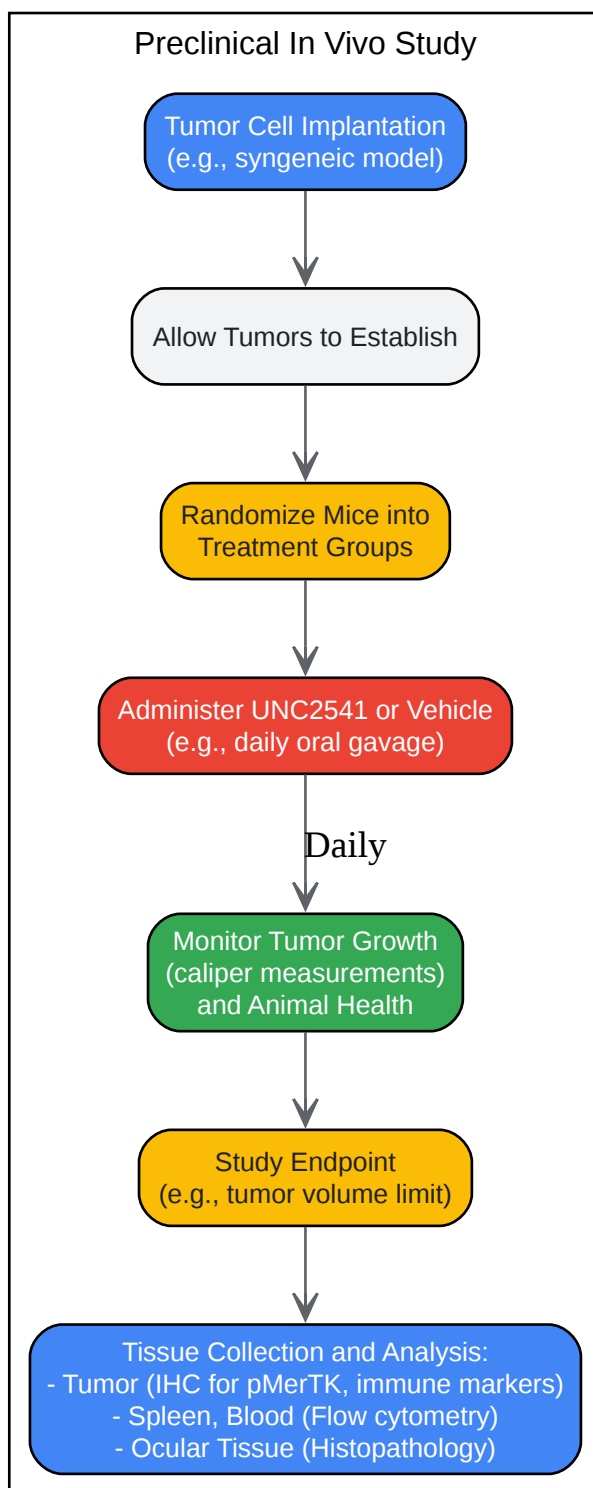 Preclinical In Vivo Study
Tumor Cell Implantation
(e.g., syngeneic model)
Allow Tumors to Establish
Randomize Mice into
Treatment Groups
Administer UNC2541 or Vehicle
(e.g., daily oral gavage)
Daily
Monitor Tumor Growth
(caliper measurements)
and Animal Health
Study Endpoint
(e.g., tumor volume limit)
Tissue Collection and Analysis:
- Tumor (IHC for pMerTK, immune markers)
- Spleen, Blood (Flow cytometry)
- Ocular Tissue (Histopathology)